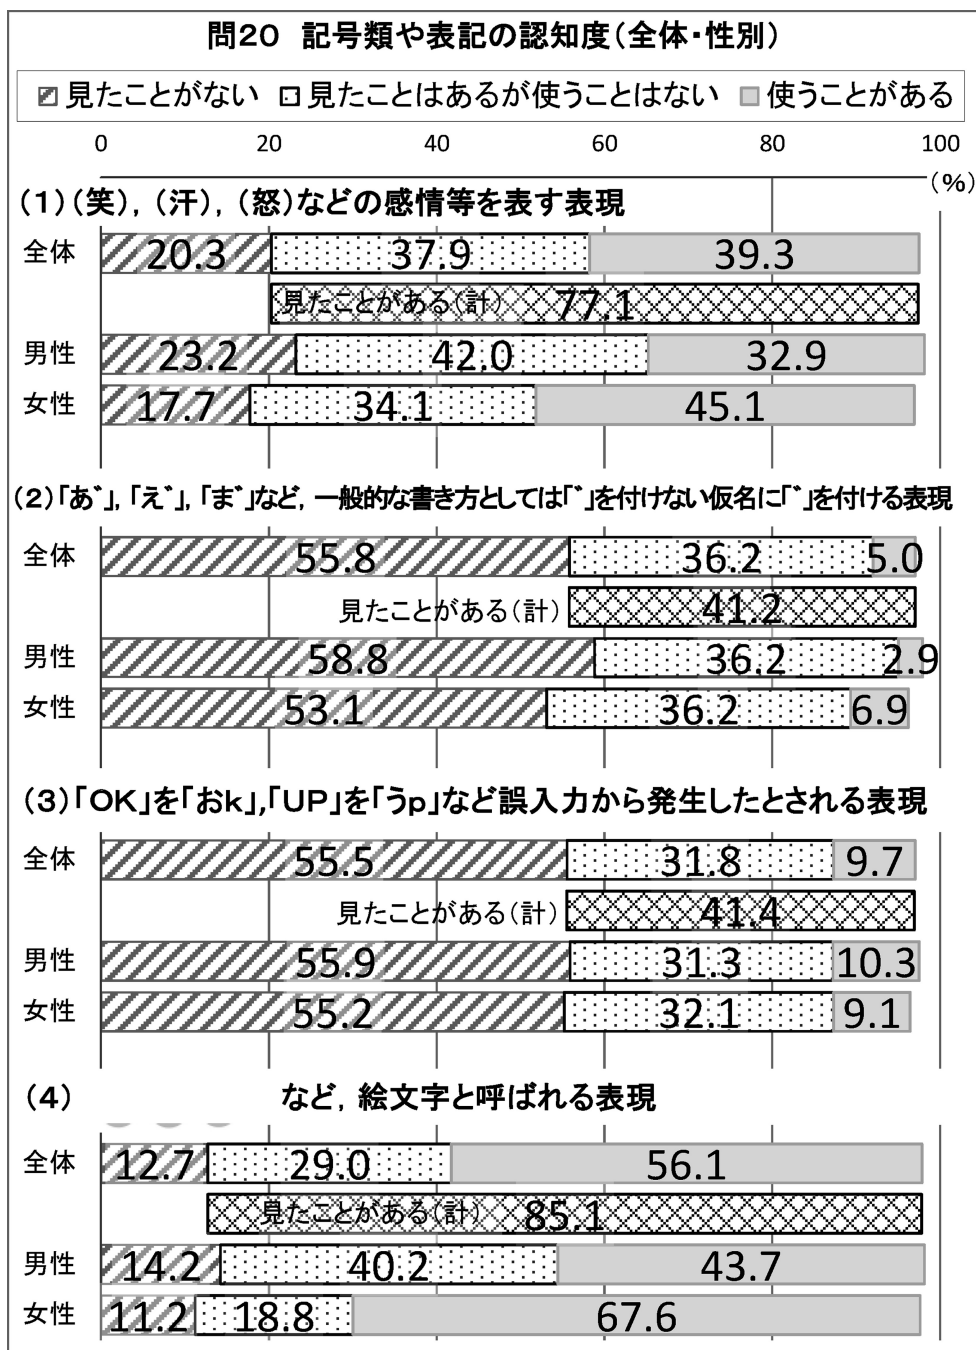 問20 記号類や表記の認知度(全体・性別)
見たことがない 見たことはあるが使うことはない 使うことがある
0 20 40 60 80 100
(%)
(1)(笑),(汗),(怒)などの感情等を表す表現
全体 20.3 37.9 39.3
見たことがある(計) 77.1
男性 23.2 42.0 32.9
女性 17.7 34.1 45.1
(2)「あ゛」,「え゛」,「ま゛」など,一般的な書き方としては「゛」を付けない仮名に「゛」を付ける表現
全体 55.8 36.2 5.0
見たことがある(計) 41.2
男性 58.8 36.2 2.9
女性 53.1 36.2 6.9
(3)「OK」を「おk」,「UP」を「うp」など誤入力から発生したとされる表現
全体 55.5 31.8 9.7
見たことがある(計) 41.4
男性 55.9 31.3 10.3
女性 55.2 32.1 9.1
(4) など,絵文字と呼ばれる表現
全体 12.7 29.0 56.1
見たことがある(計) 85.1
男性 14.2 40.2 43.7
女性 11.2 18.8 67.6